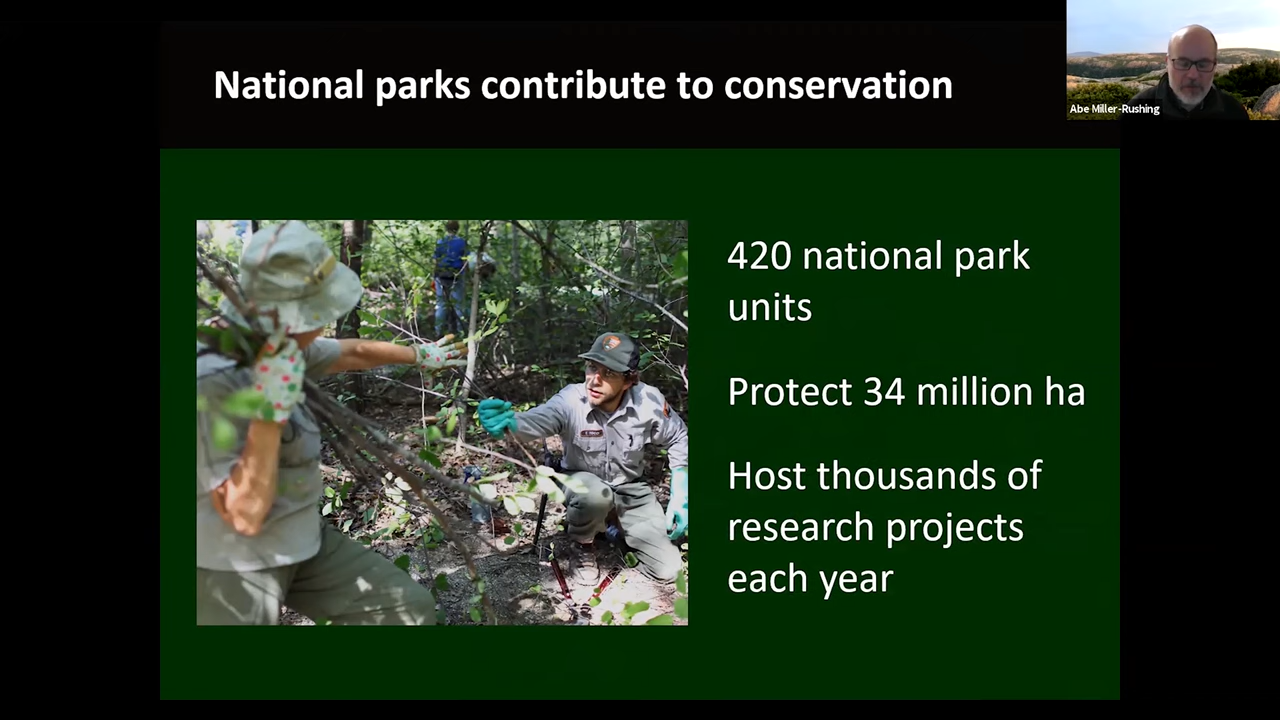 National parks contribute to conservation
Abe Miller-Rushing
420 national park
units
Protect 34 million ha
Host thousands of
research projects
each year